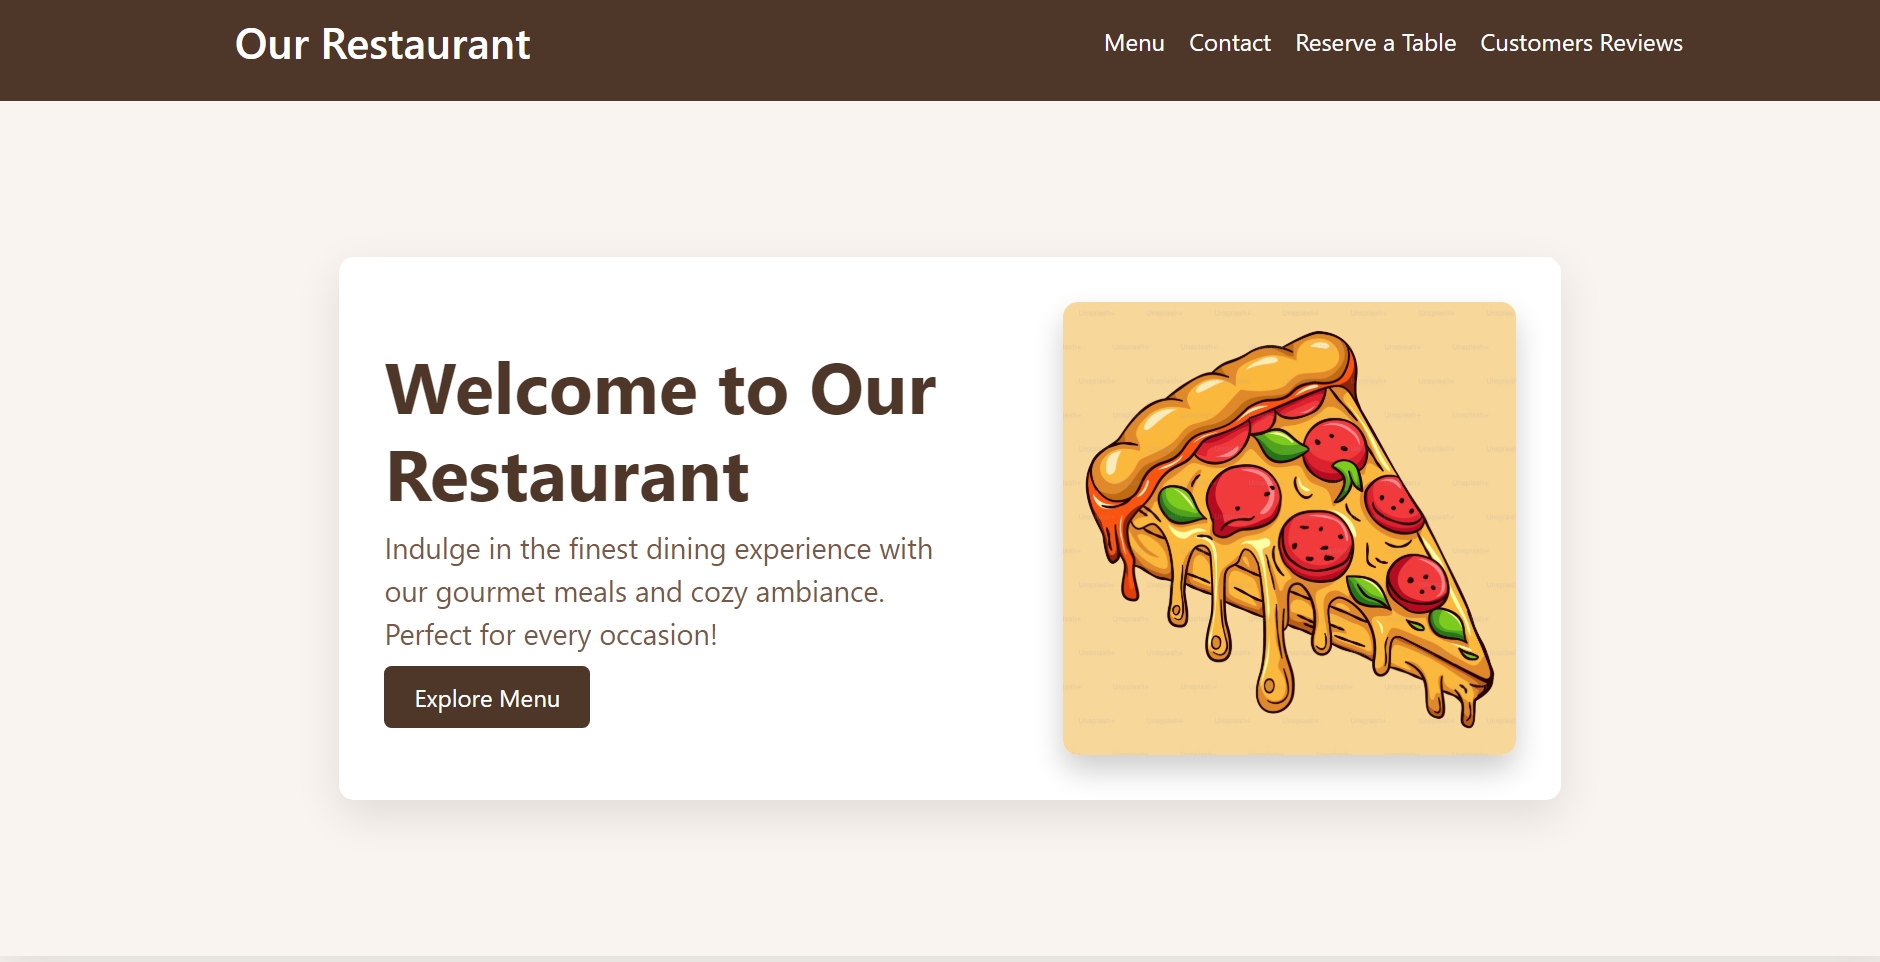 Our Restaurant
Menu Contact Reserve a Table Customers Reviews
Welcome to Our
Restaurant
Indulge in the finest dining experience with
our gourmet meals and cozy ambiance.
Perfect for every occasion!
Explore Menu